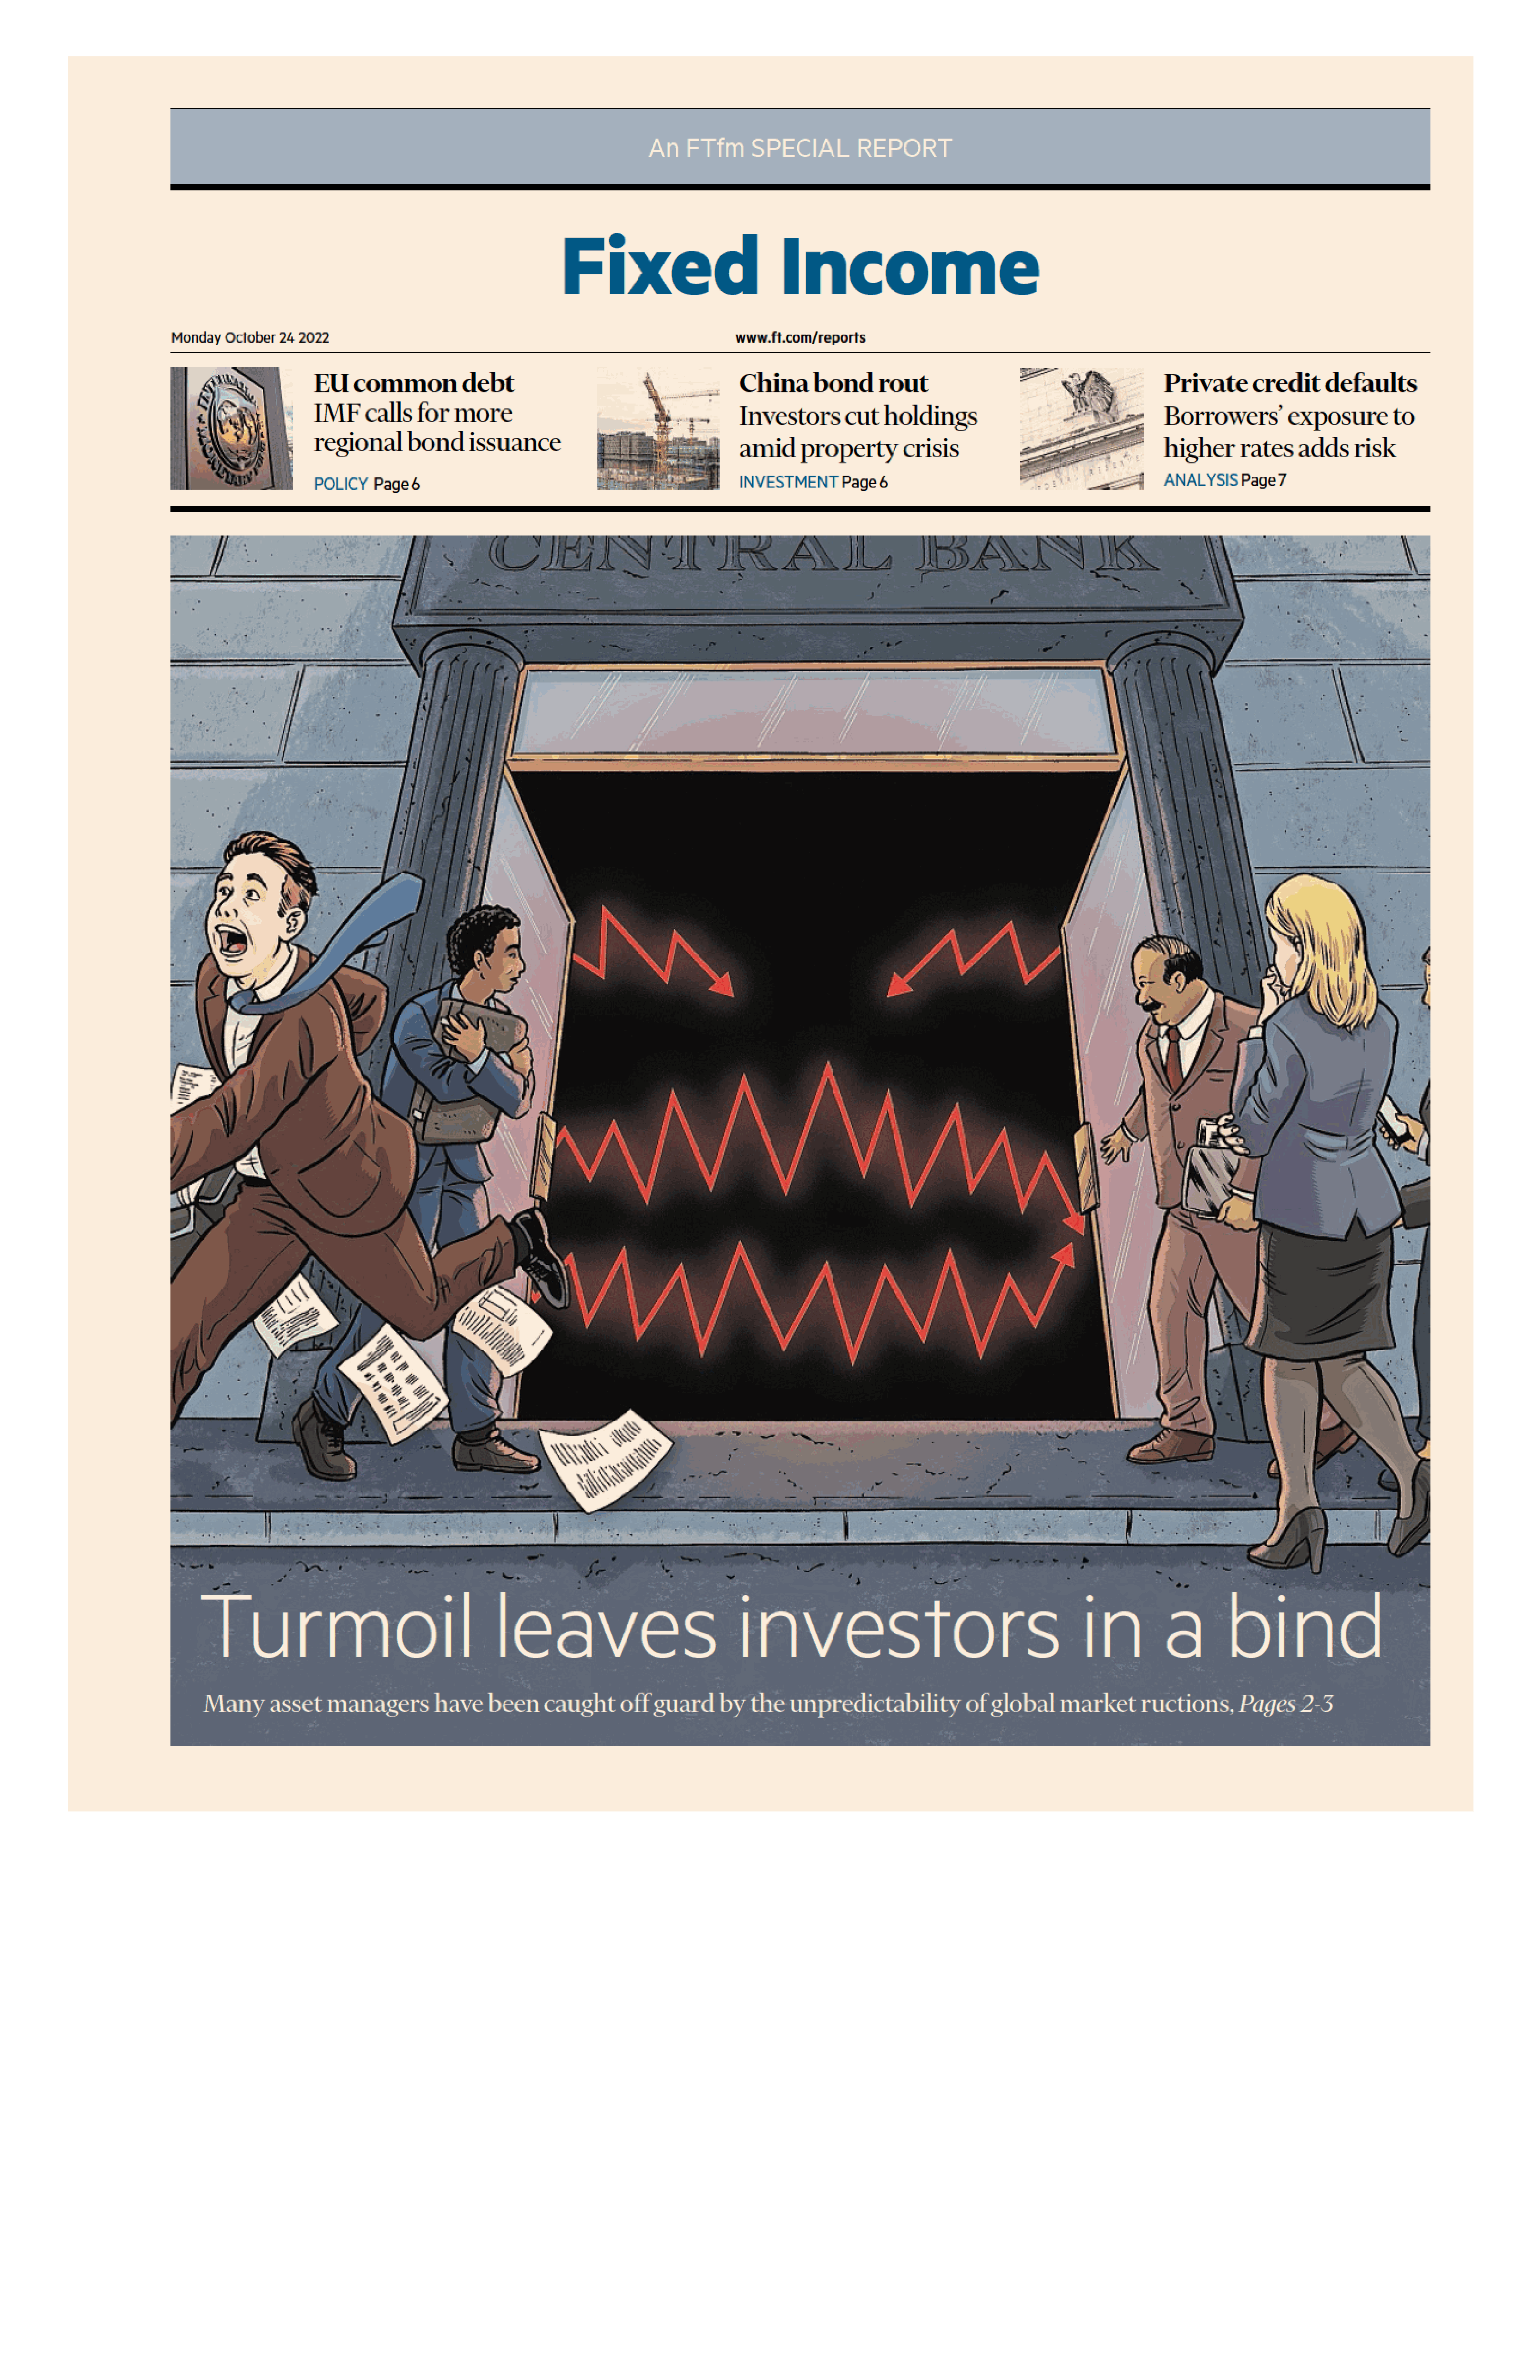 An FTfm SPECIAL REPORT
Fixed Income
Monday October 24 2022
www.ft.com/reports
EU common debt
IMF calls for more
regional bond issuance
POLICY Page 6
China bond rout
Investors cut holdings
amid property crisis
INVESTMENT Page 6
Private credit defaults
Borrowers’ exposure to
higher rates adds risk
ANALYSIS Page 7
CENTRAL BANK
Turmoil leaves investors in a bind
Many asset managers have been caught off guard by the unpredictability of global market ructions, Pages 2-3